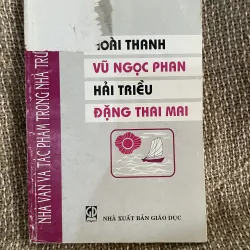 HOÀI THANH
VŨ NGỌC PHAN
HẢI TRIỀU
ĐẶNG THAI MAI
NHÀ VĂN VÀ TÁC PHẨM TRONG NHÀ TRƯ
NHÀ XUẤT BẢN GIÁO DỤC